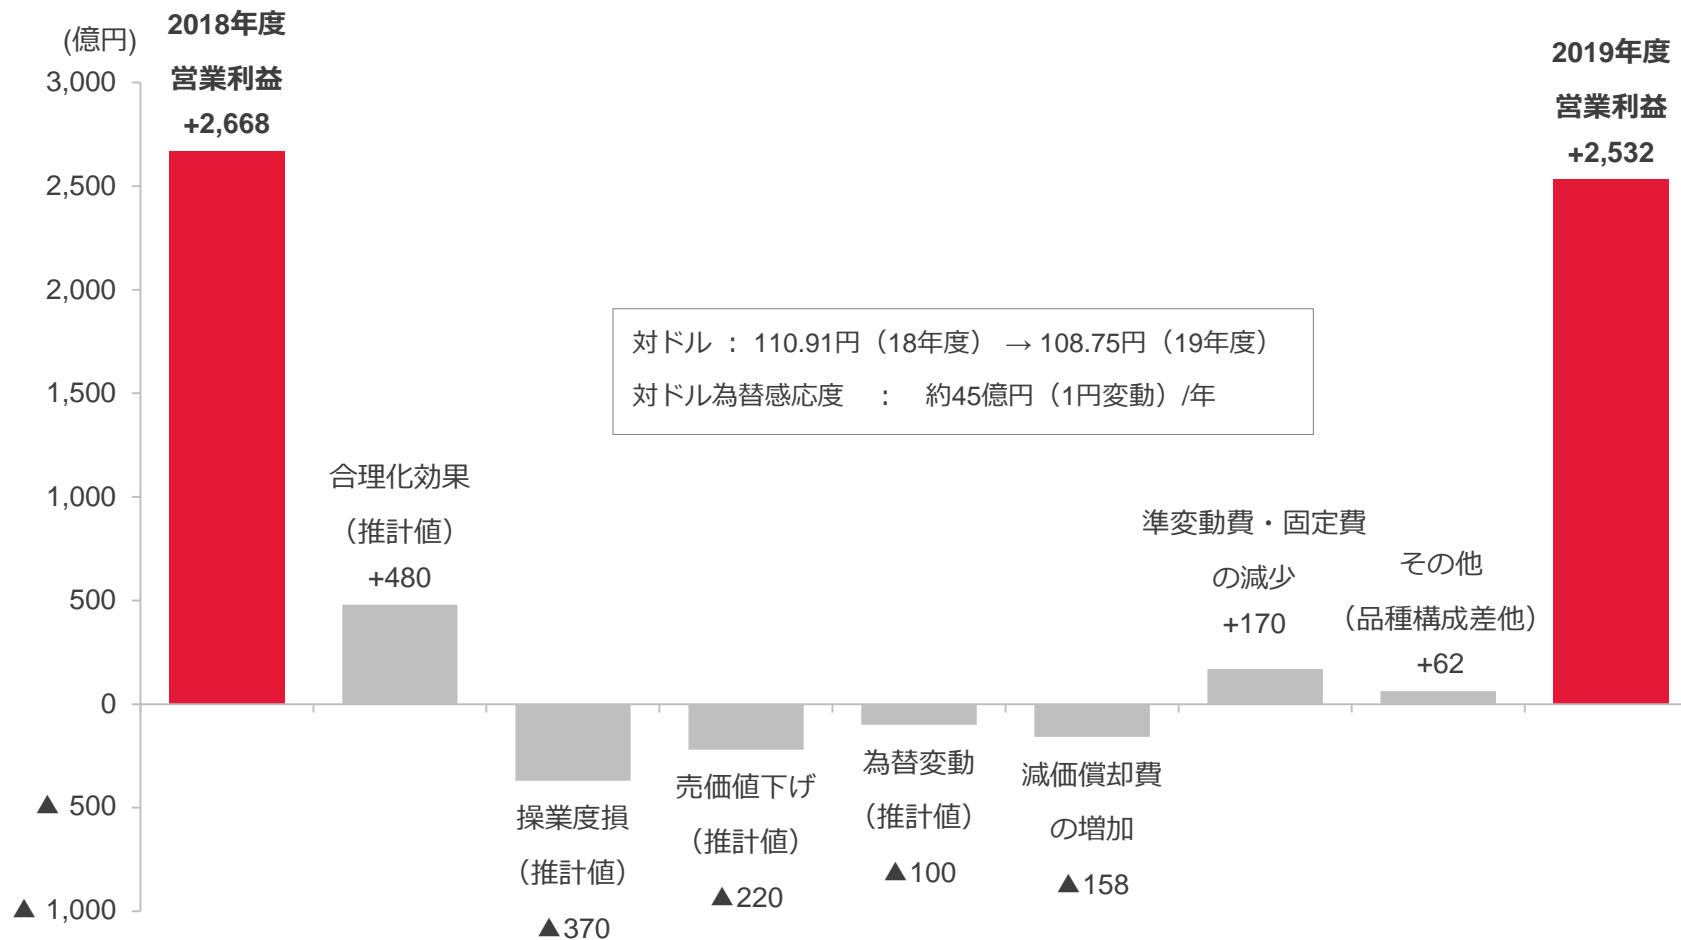 (億円)
2018年度
営業利益
+2,668
2019年度
営業利益
+2,532
3,000
2,500
2,000
1,500
1,000
500
0
▲ 500
▲ 1,000
対ドル ： 110.91円（18年度） → 108.75円（19年度）
対ドル為替感応度 ： 約45億円（1円変動）/年
合理化効果
（推計値）
+480
操業度損
（推計値）
▲370
売価値下げ
（推計値）
▲220
為替変動
（推計値）
▲100
減価償却費
の増加
▲158
準変動費・固定費
の減少
+170
その他
（品種構成差他）
+62